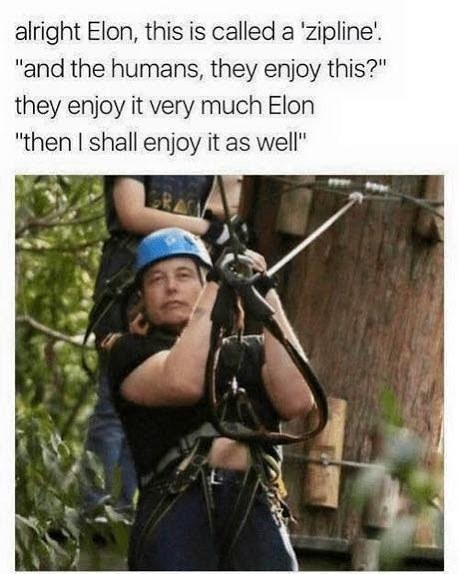 alright Elon, this is called a 'zipline'.
"and the humans, they enjoy this?"
they enjoy it very much Elon
"then I shall enjoy it as well"